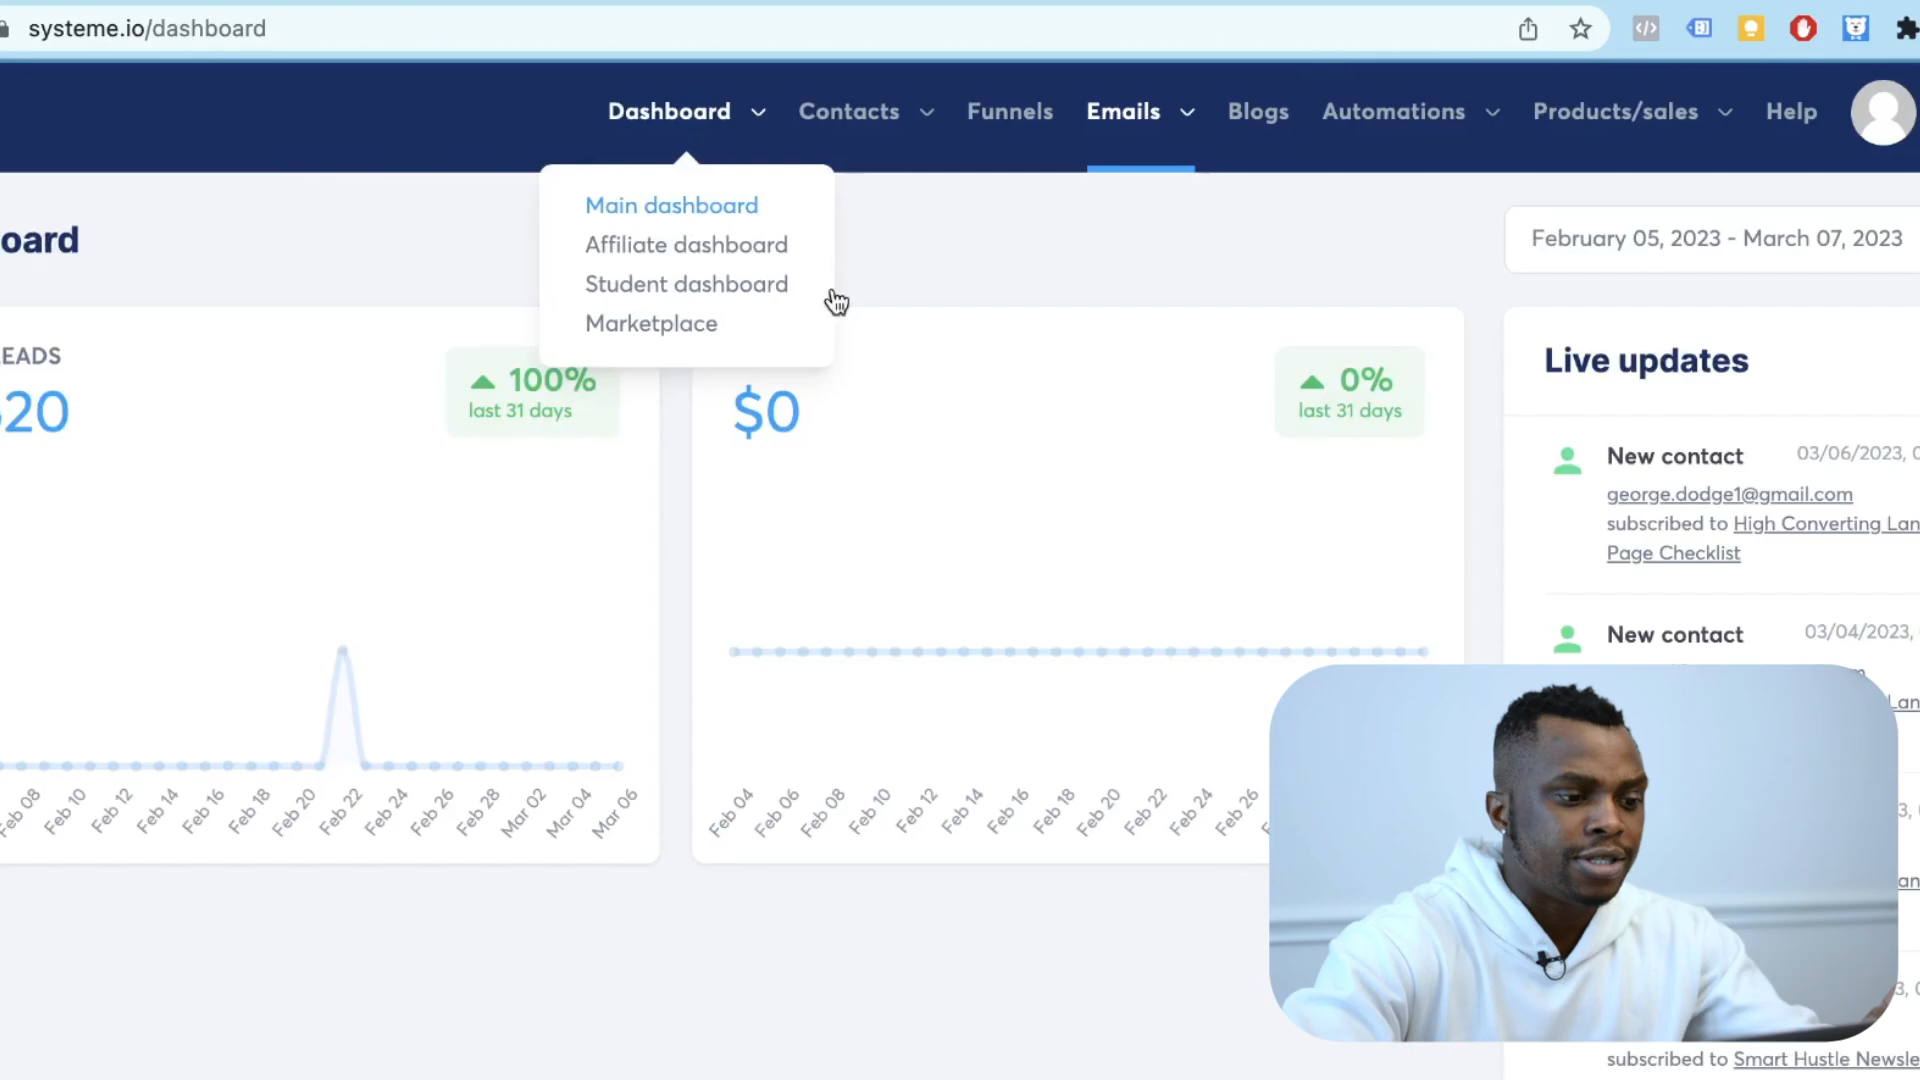 systeme.io/dashboard
Dashboard Contacts Funnels Emails Blogs Automations Products/sales Help
Main dashboard
Affiliate dashboard
Student dashboard
Marketplace
oard
February 05, 2023 - March 07, 2023
EADS
20
100%
last 31 days
$0
0%
last 31 days
Feb 08 Feb 10 Feb 12 Feb 14 Feb 16 Feb 18 Feb 20 Feb 22 Feb 24 Feb 26 Feb 28 Mar 02 Mar 04 Mar 06
Feb 04 Feb 06 Feb 08 Feb 10 Feb 12 Feb 14 Feb 16 Feb 18 Feb 20 Feb 22 Feb 24 Feb 26
Live updates
New contact 03/06/2023,
george.dodge1@gmail.com
subscribed to High Converting Lan
Page Checklist
New contact 03/04/2023,
Lan
subscribed to Smart Hustle Newsle